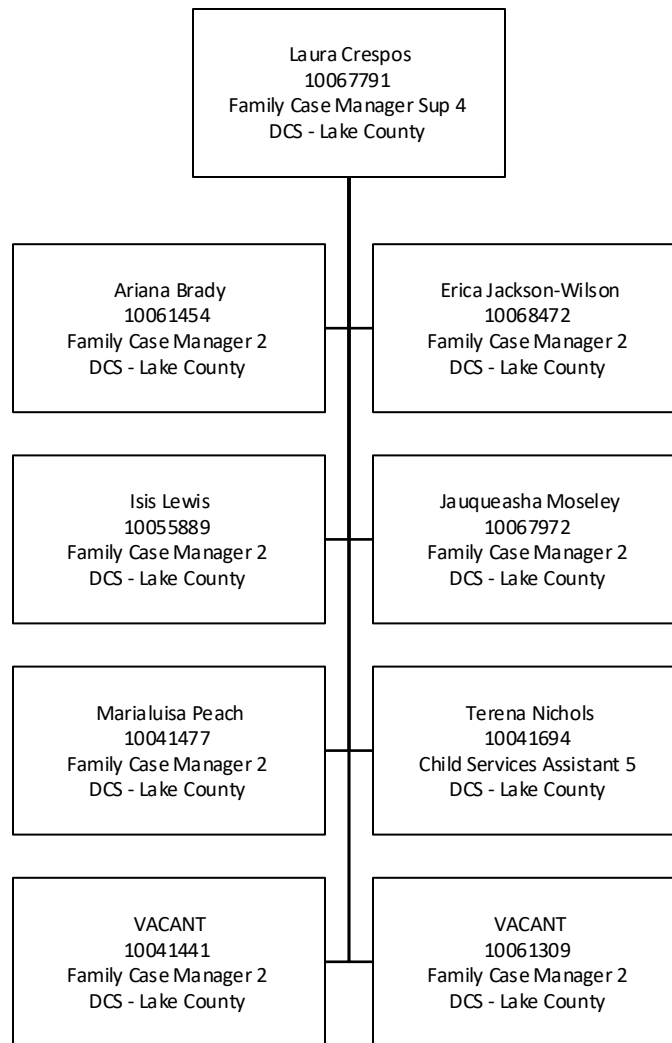 Laura Crespos
10067791
Family Case Manager Sup 4
DCS - Lake County
Ariana Brady
10061454
Family Case Manager 2
DCS - Lake County
Erica Jackson-Wilson
10068472
Family Case Manager 2
DCS - Lake County
Isis Lewis
10055889
Family Case Manager 2
DCS - Lake County
Jauqueasha Moseley
10067972
Family Case Manager 2
DCS - Lake County
Marialuisa Peach
10041477
Family Case Manager 2
DCS - Lake County
Terena Nichols
10041694
Child Services Assistant 5
DCS - Lake County
VACANT
10041441
Family Case Manager 2
DCS - Lake County
VACANT
10061309
Family Case Manager 2
DCS - Lake County